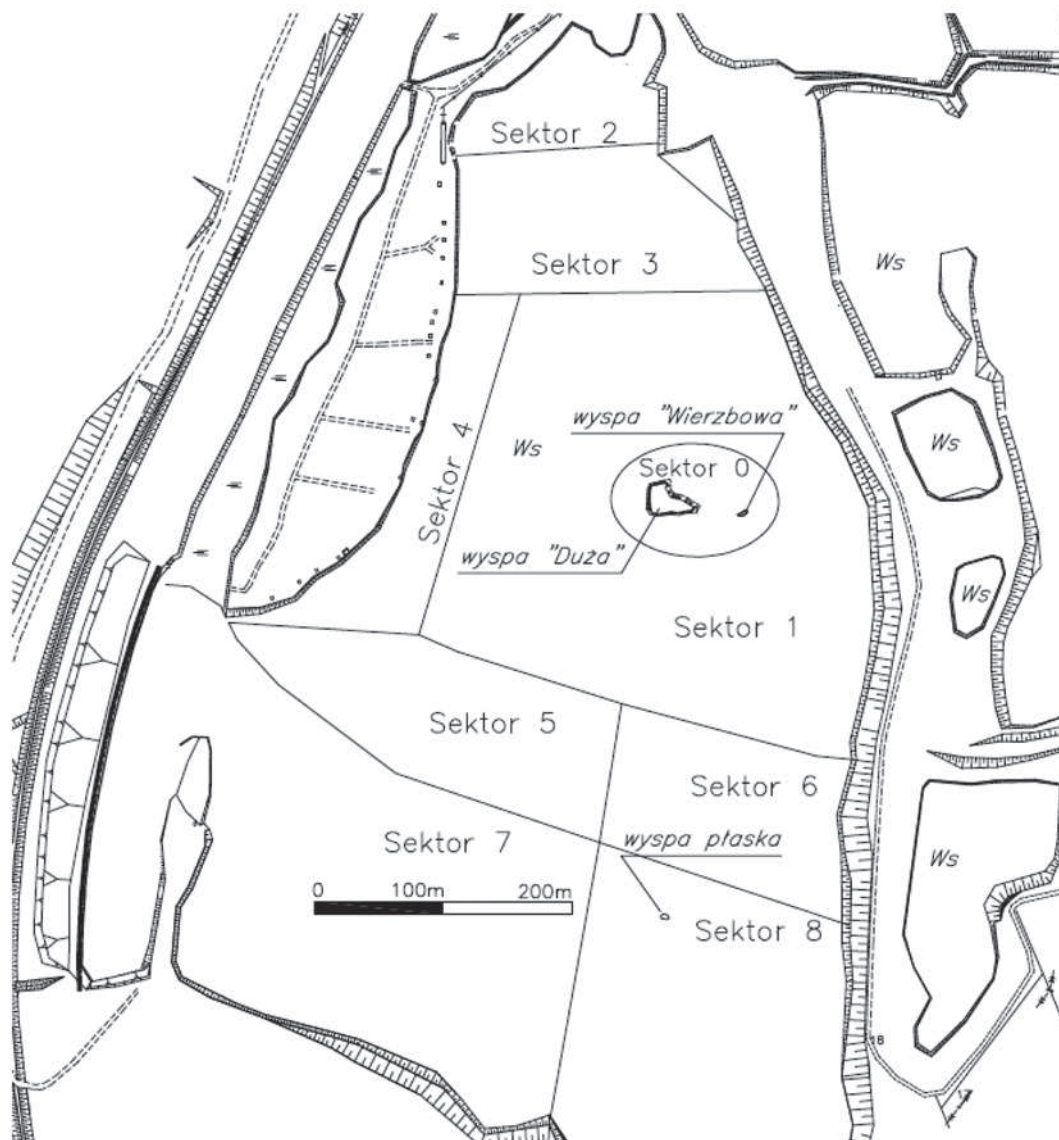 Sektor 2
Sektor 3
Ws
Sektor 4
Ws
wyspa "Wierzbowa"
Sektor 0
Ws
wyspa "Duża"
Ws
Sektor 1
Sektor 5
Sektor 6
Sektor 7
wyspa płaska
Ws
0 100m 200m
Sektor 8
18